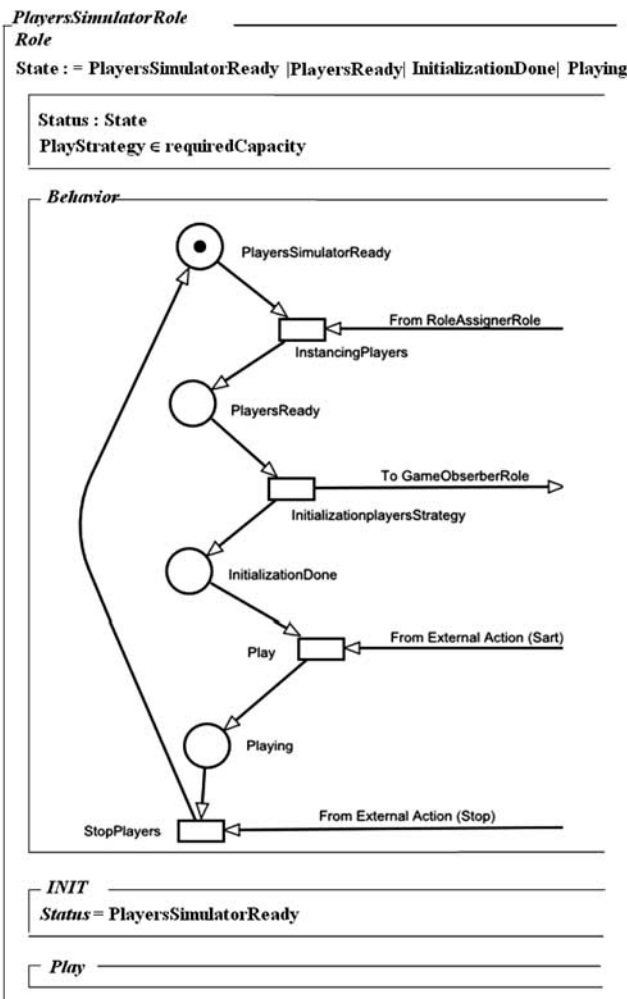 PlayersSimulatorRole
Role
State : = PlayersSimulatorReady |PlayersReady| InitializationDone| Playing
Status : State
PlayStrategy ∈ requiredCapacity
Behavior
PlayersSimulatorReady
From RoleAssignerRole
InstancingPlayers
PlayersReady
To GameObserberRole
InitializationplayersStrategy
InitializationDone
From External Action (Sart)
Play
Playing
From External Action (Stop)
StopPlayers
INIT
Status = PlayersSimulatorReady
Play